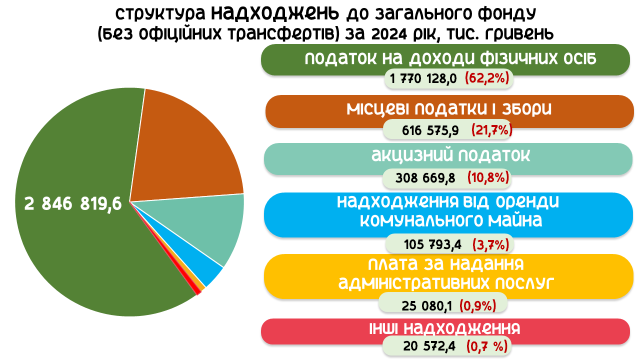 структура надходжень до загального фонду
(без офіційних трансфертів) за 2024 рік, тис. гривень
податок на доходи фізичних осіб
1 770 128,0 (62,2%)
місцеві податки і збори
616 575,9 (21,7%)
акцизний податок
308 669,8 (10,8%)
2 846 819,6
надходження від оренди
комунального майна
105 793,4 (3,7%)
плата за надання
адміністративних послуг
25 080,1 (0,9%)
інші надходження
20 572,4 (0,7 %)